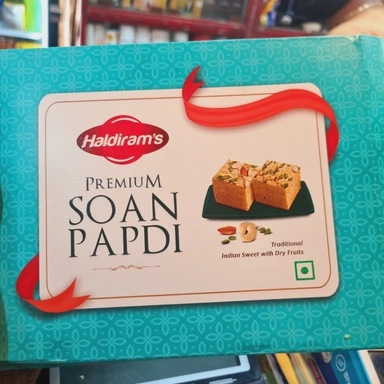 Haldiram's
PREMIUM
SOAN
PAPDI
Traditional
Indian Sweet with Dry Fruits